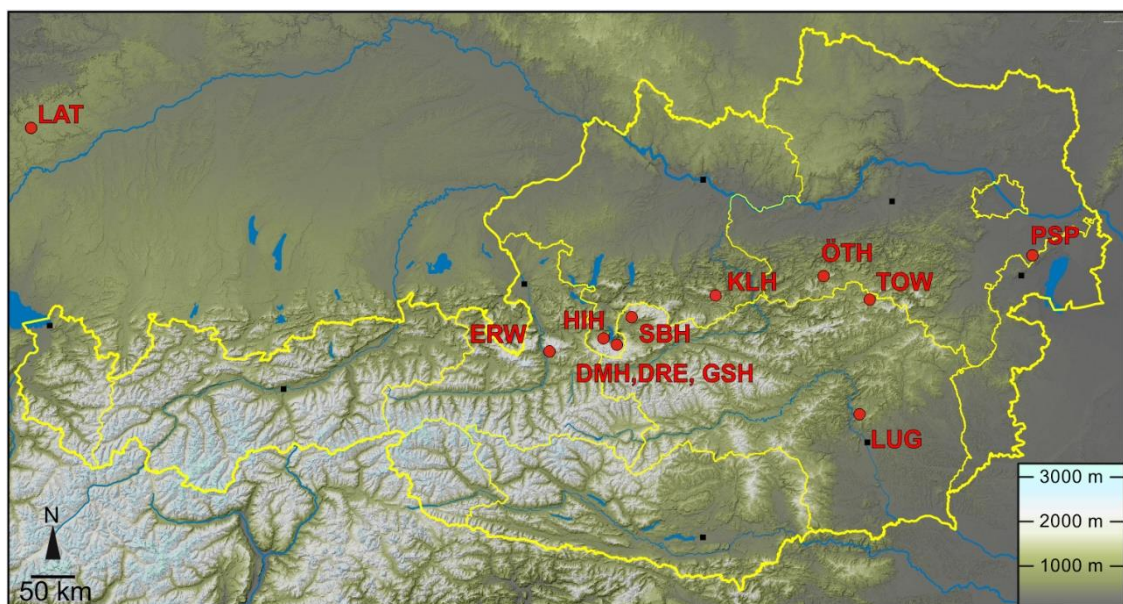 LAT
PSP
ÖTH
KLH
TOW
ERW
HIH
SBH
DMH,DRE, GSH
LUG
3000 m
2000 m
1000 m
N
50 km